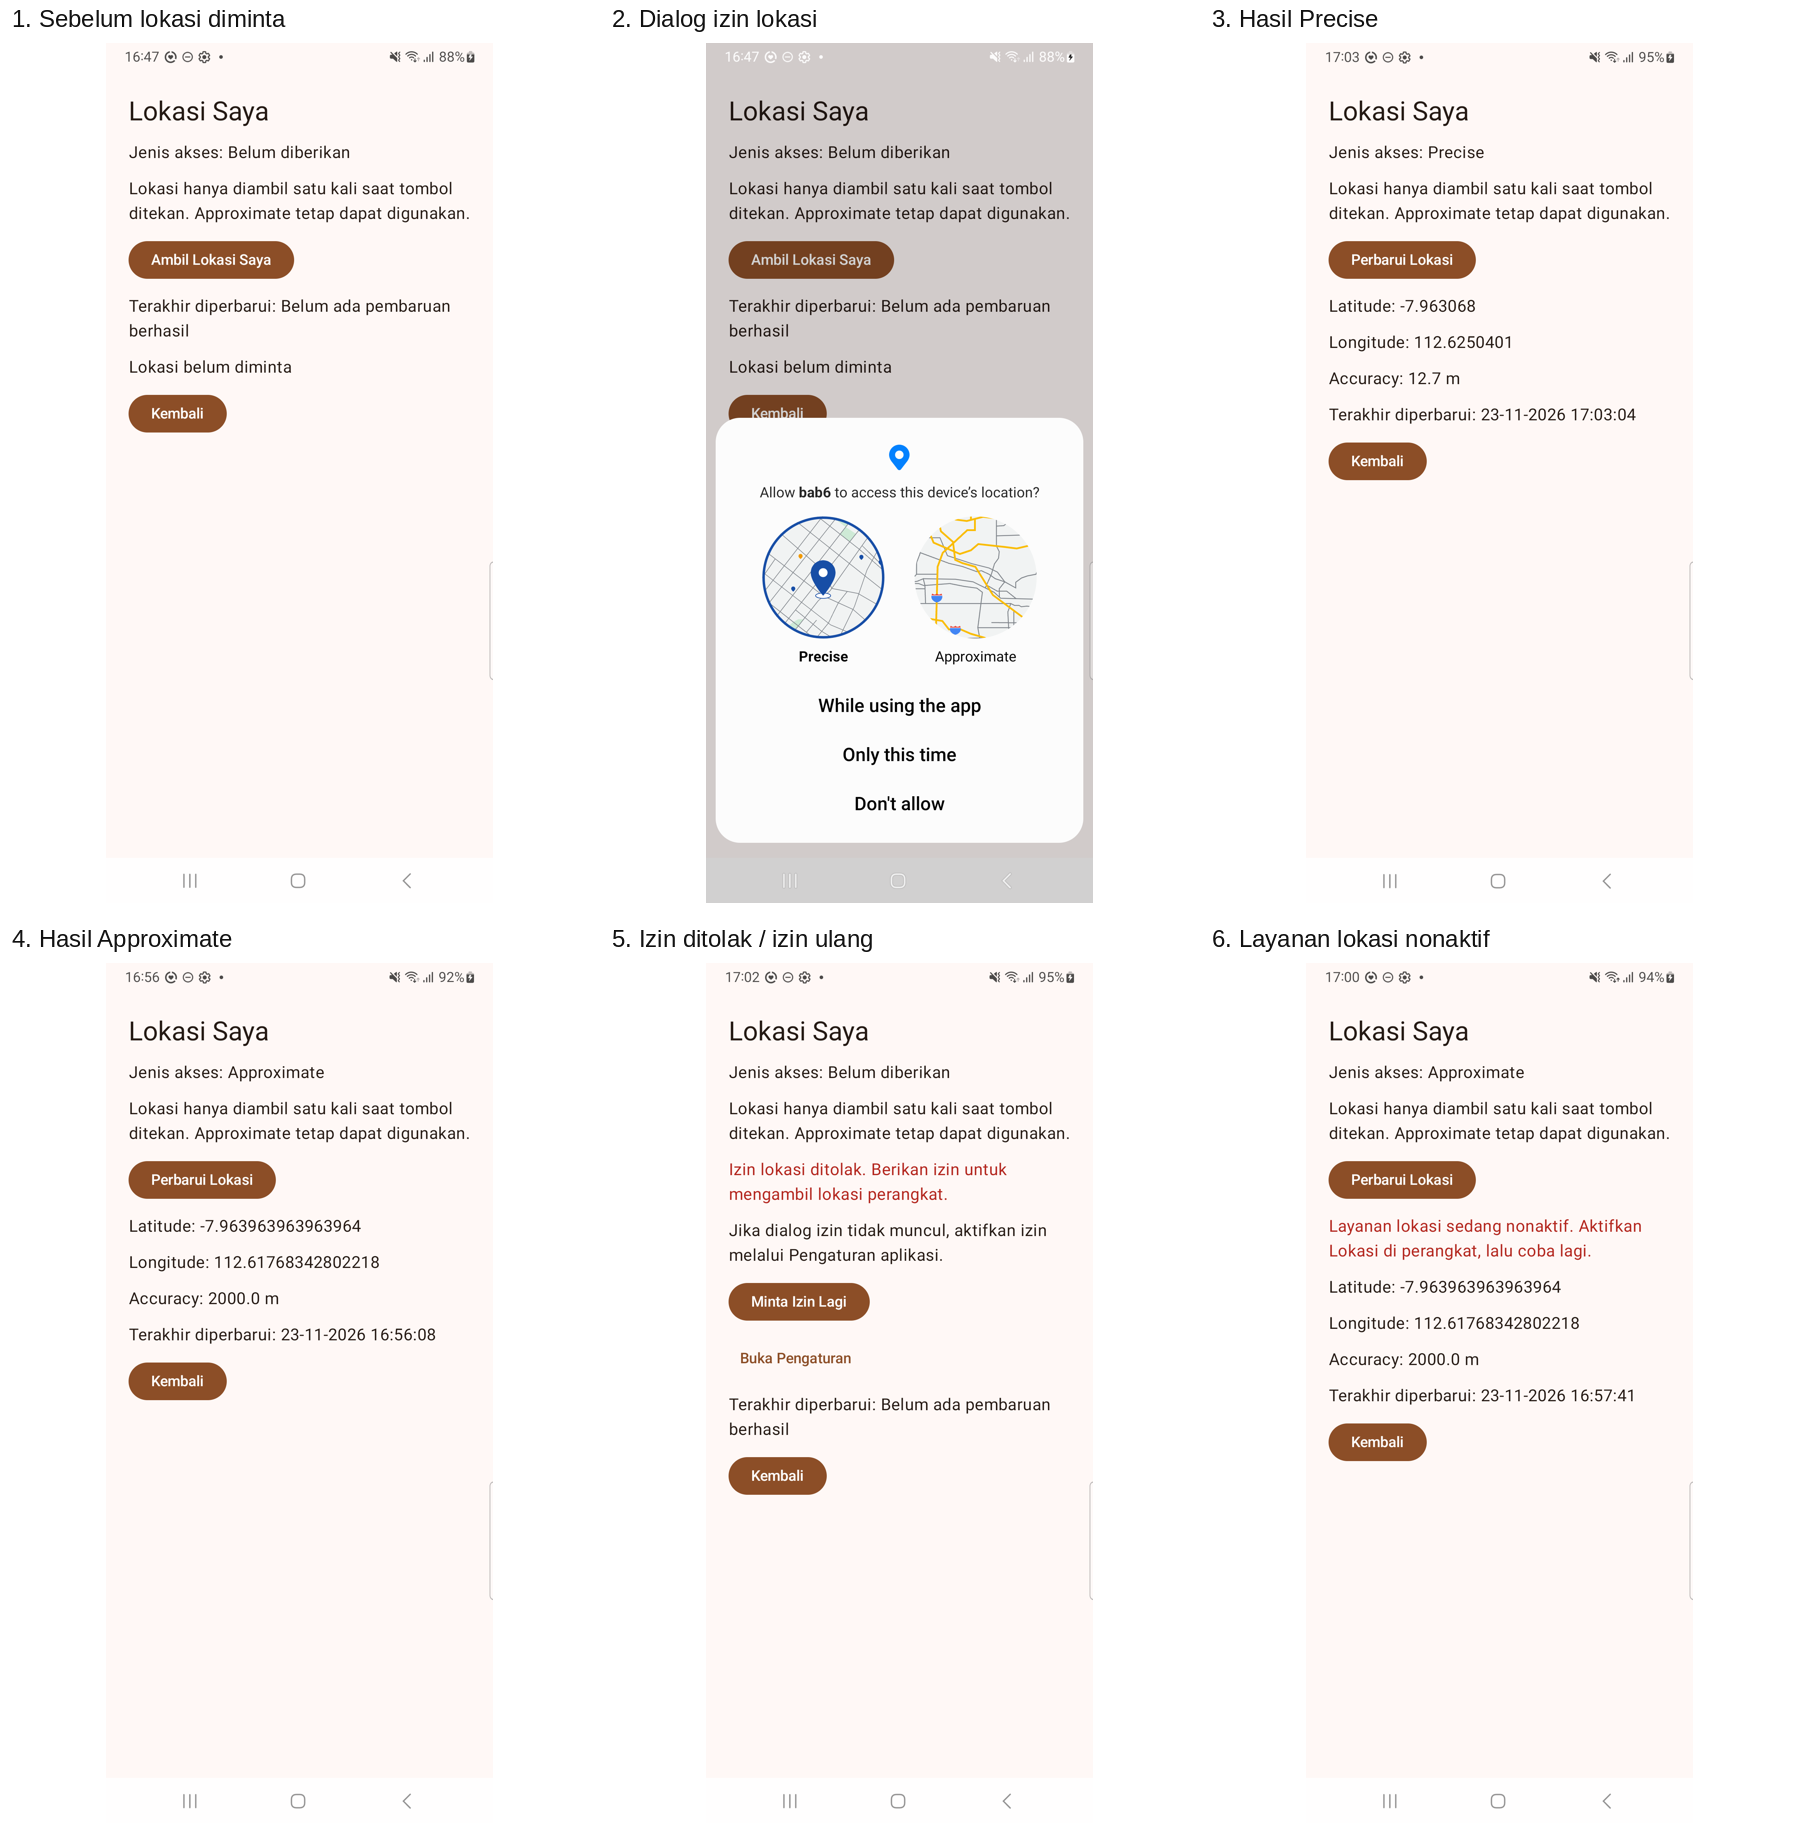 1. Sebelum lokasi diminta
16:47
88%
Lokasi Saya
Jenis akses: Belum diberikan
Lokasi hanya diambil satu kali saat tombol
ditekan. Approximate tetap dapat digunakan.
Ambil Lokasi Saya
Terakhir diperbarui: Belum ada pembaruan
berhasil
Lokasi belum diminta
Kembali
2. Dialog izin lokasi
16:47
88%
Lokasi Saya
Jenis akses: Belum diberikan
Lokasi hanya diambil satu kali saat tombol
ditekan. Approximate tetap dapat digunakan.
Ambil Lokasi Saya
Terakhir diperbarui: Belum ada pembaruan
berhasil
Lokasi belum diminta
Kembali
Allow bab6 to access this device’s location?
Precise
Approximate
While using the app
Only this time
Don't allow
3. Hasil Precise
17:03
95%
Lokasi Saya
Jenis akses: Precise
Lokasi hanya diambil satu kali saat tombol
ditekan. Approximate tetap dapat digunakan.
Perbarui Lokasi
Latitude: -7.963068
Longitude: 112.6250401
Accuracy: 12.7 m
Terakhir diperbarui: 23-11-2026 17:03:04
Kembali
4. Hasil Approximate
16:56
92%
Lokasi Saya
Jenis akses: Approximate
Lokasi hanya diambil satu kali saat tombol
ditekan. Approximate tetap dapat digunakan.
Perbarui Lokasi
Latitude: -7.963963963963964
Longitude: 112.61768342802218
Accuracy: 2000.0 m
Terakhir diperbarui: 23-11-2026 16:56:08
Kembali
5. Izin ditolak / izin ulang
17:02
95%
Lokasi Saya
Jenis akses: Belum diberikan
Lokasi hanya diambil satu kali saat tombol
ditekan. Approximate tetap dapat digunakan.
Izin lokasi ditolak. Berikan izin untuk
mengambil lokasi perangkat.
Jika dialog izin tidak muncul, aktifkan izin
melalui Pengaturan aplikasi.
Minta Izin Lagi
Buka Pengaturan
Terakhir diperbarui: Belum ada pembaruan
berhasil
Kembali
6. Layanan lokasi nonaktif
17:00
94%
Lokasi Saya
Jenis akses: Approximate
Lokasi hanya diambil satu kali saat tombol
ditekan. Approximate tetap dapat digunakan.
Perbarui Lokasi
Layanan lokasi sedang nonaktif. Aktifkan
Lokasi di perangkat, lalu coba lagi.
Latitude: -7.963963963963964
Longitude: 112.61768342802218
Accuracy: 2000.0 m
Terakhir diperbarui: 23-11-2026 16:57:41
Kembali